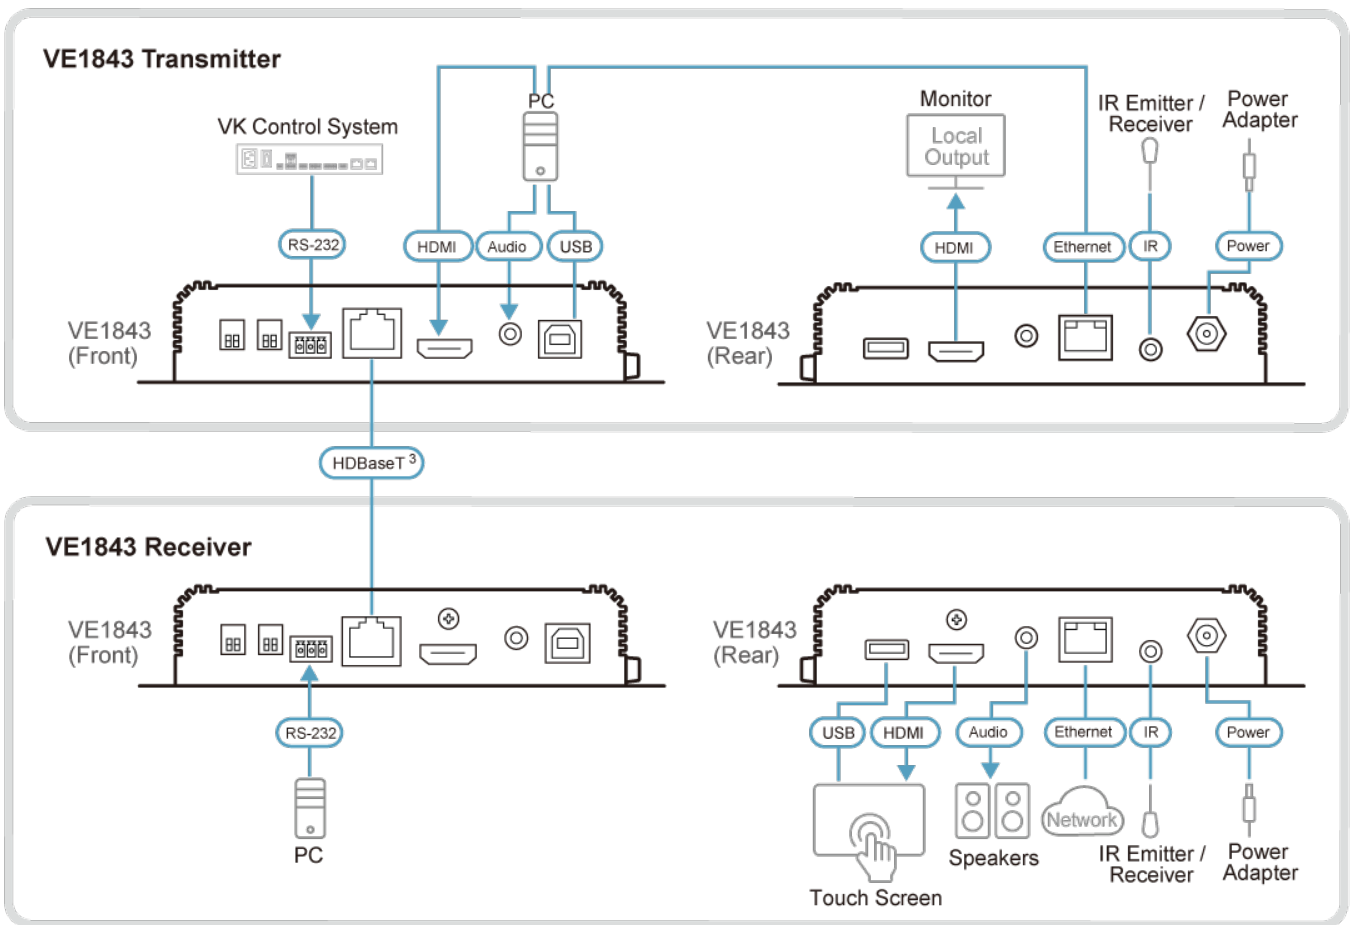 VE1843 Transmitter
PC
Monitor
IR Emitter /
Receiver
Power
Adapter
VK Control System
Local
Output
RS-232
HDMI
Audio
USB
HDMI
Ethernet
IR
Power
VE1843
(Front)
VE1843
(Rear)
HDBaseT 3
VE1843 Receiver
VE1843
(Front)
VE1843
(Rear)
RS-232
USB
HDMI
Audio
Ethernet
IR
Power
PC
Network
Touch Screen
Speakers
IR Emitter /
Receiver
Power
Adapter